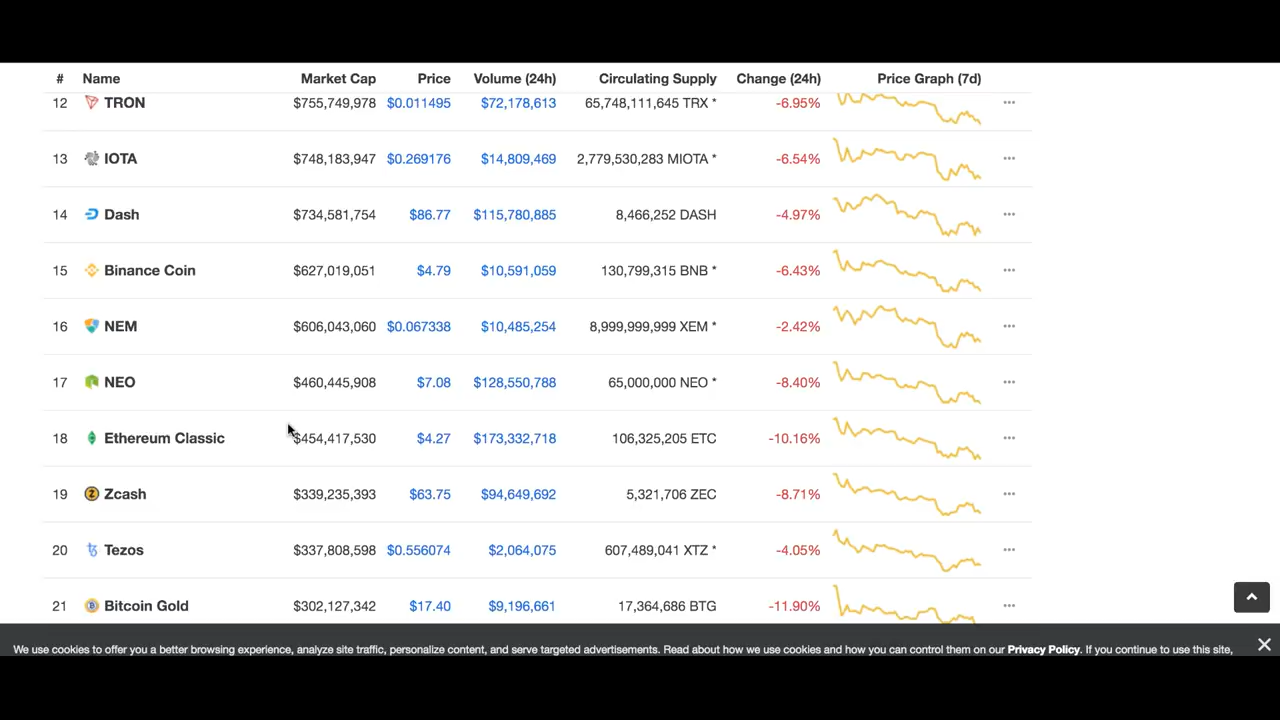 # Name Market Cap Price Volume (24h) Circulating Supply Change (24h) Price Graph (7d)
12 TRON $755,749,978 $0.011495 $72,178,613 65,748,111,645 TRX * -6.95%
13 IOTA $748,183,947 $0.269176 $14,809,469 2,779,530,283 MIOTA * -6.54%
14 Dash $734,581,754 $86.77 $115,780,885 8,466,252 DASH -4.97%
15 Binance Coin $627,019,051 $4.79 $10,591,059 130,799,315 BNB * -6.43%
16 NEM $606,043,060 $0.067338 $10,485,254 8,999,999,999 XEM * -2.42%
17 NEO $460,445,908 $7.08 $128,550,788 65,000,000 NEO * -8.40%
18 Ethereum Classic $454,417,530 $4.27 $173,332,718 106,325,205 ETC -10.16%
19 Zcash $339,235,393 $63.75 $94,649,692 5,321,706 ZEC -8.71%
20 Tezos $337,808,598 $0.556074 $2,064,075 607,489,041 XTZ * -4.05%
21 Bitcoin Gold $302,127,342 $17.40 $9,196,661 17,364,686 BTG -11.90%
We use cookies to offer you a better browsing experience, analyze site traffic, personalize content, and serve targeted advertisements. Read about how we use cookies and how you can control them on our Privacy Policy. If you continue to use this site,